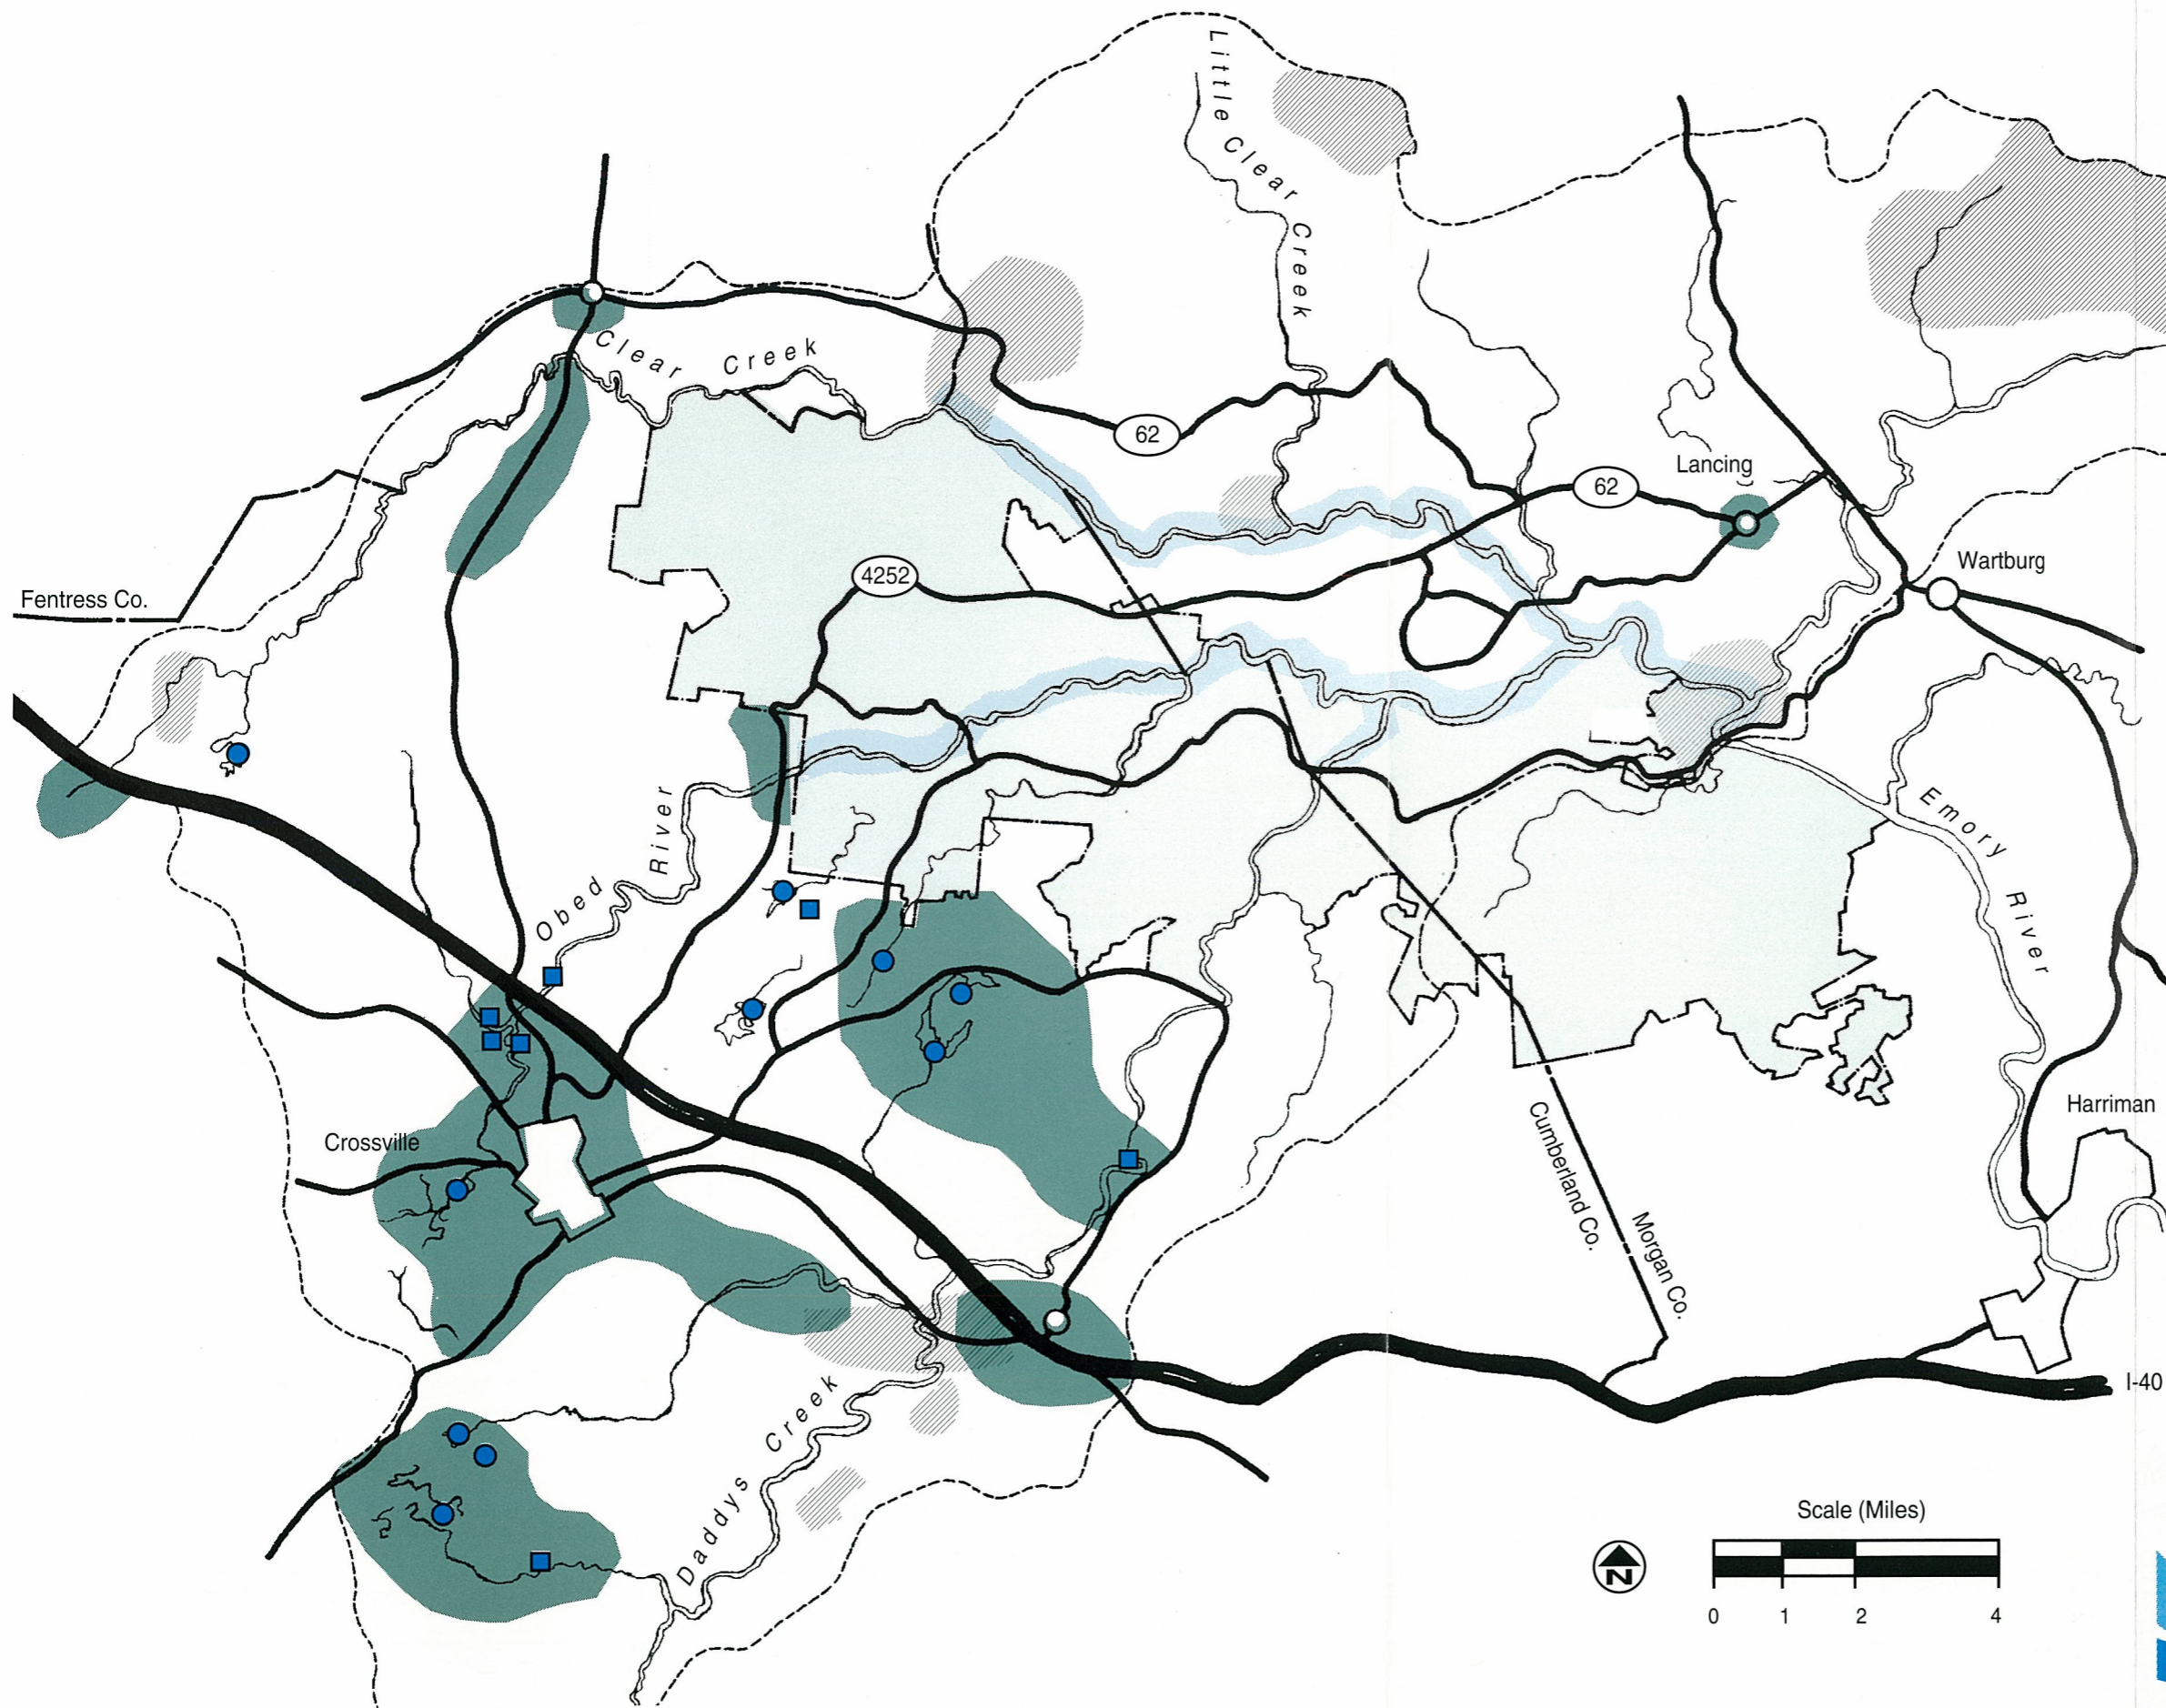 Little Clear Creek
Clear Creek
62
62
Lancing
4252
Wartburg
Fentress Co.
Obed River
Emory River
Crossville
Harriman
Cumberland Co.
Morgan Co.
I-40
Daddys Creek
Scale (Miles)
N
0 1 2 4